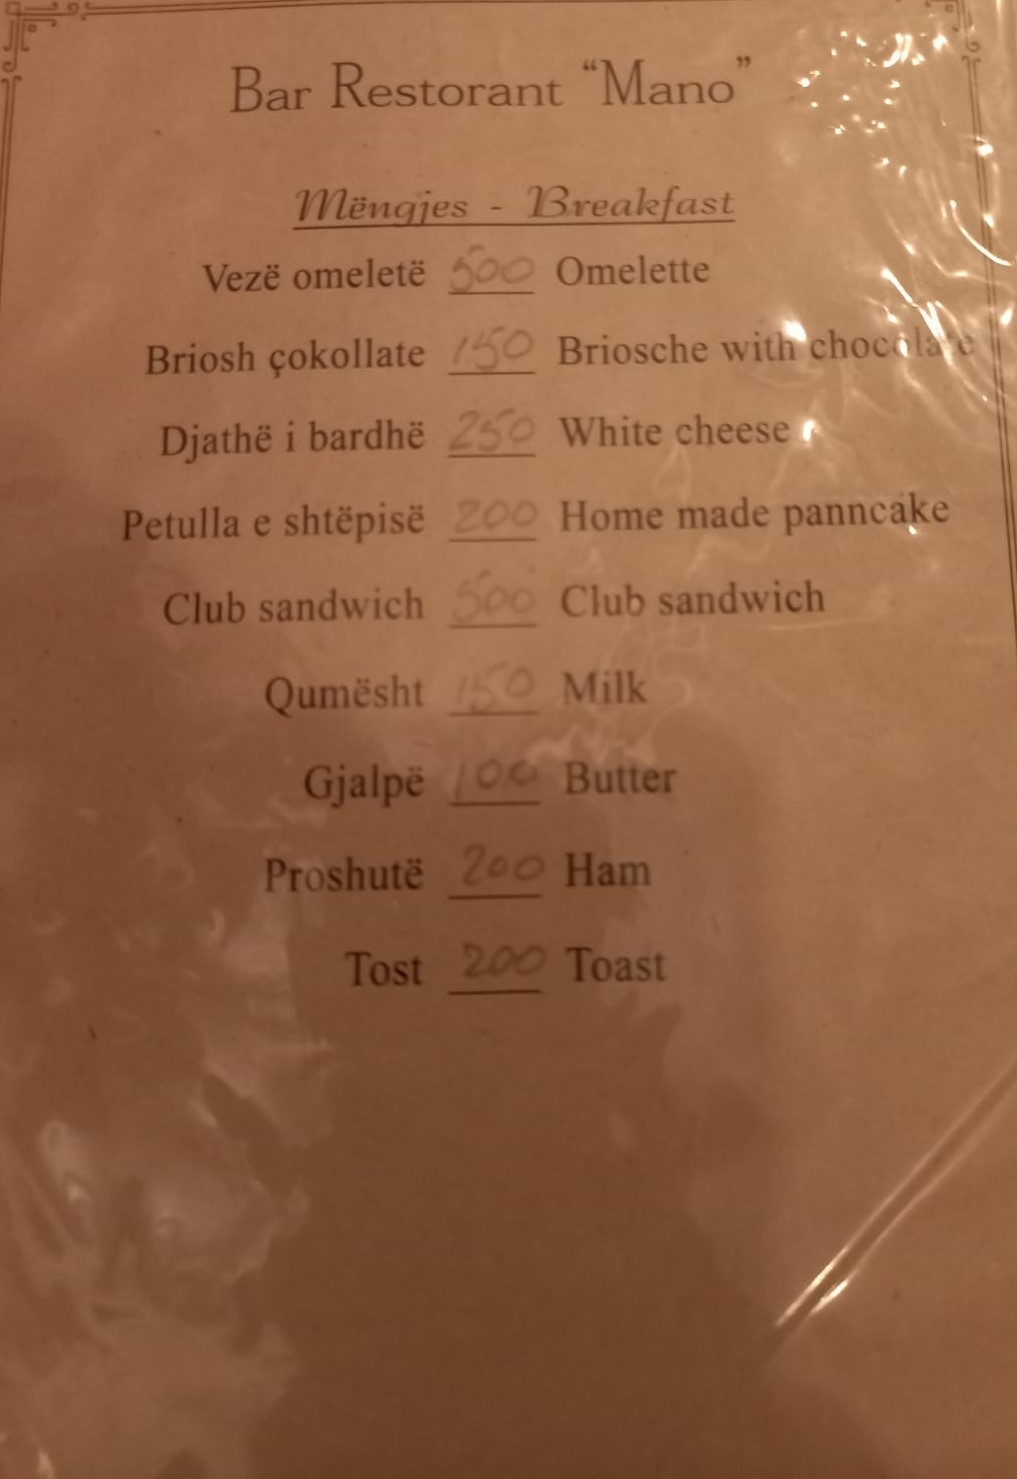 Bar Restorant “Mano”
Mëngjes - Breakfast
Vezë omeletë 500 Omelette
Briosh çokollate 150 Briosche with chocolate
Djathë i bardhë 250 White cheese
Petulla e shtëpisë 200 Home made panncake
Club sandwich 500 Club sandwich
Qumësht 150 Milk
Gjalpë 100 Butter
Proshutë 200 Ham
Tost 200 Toast